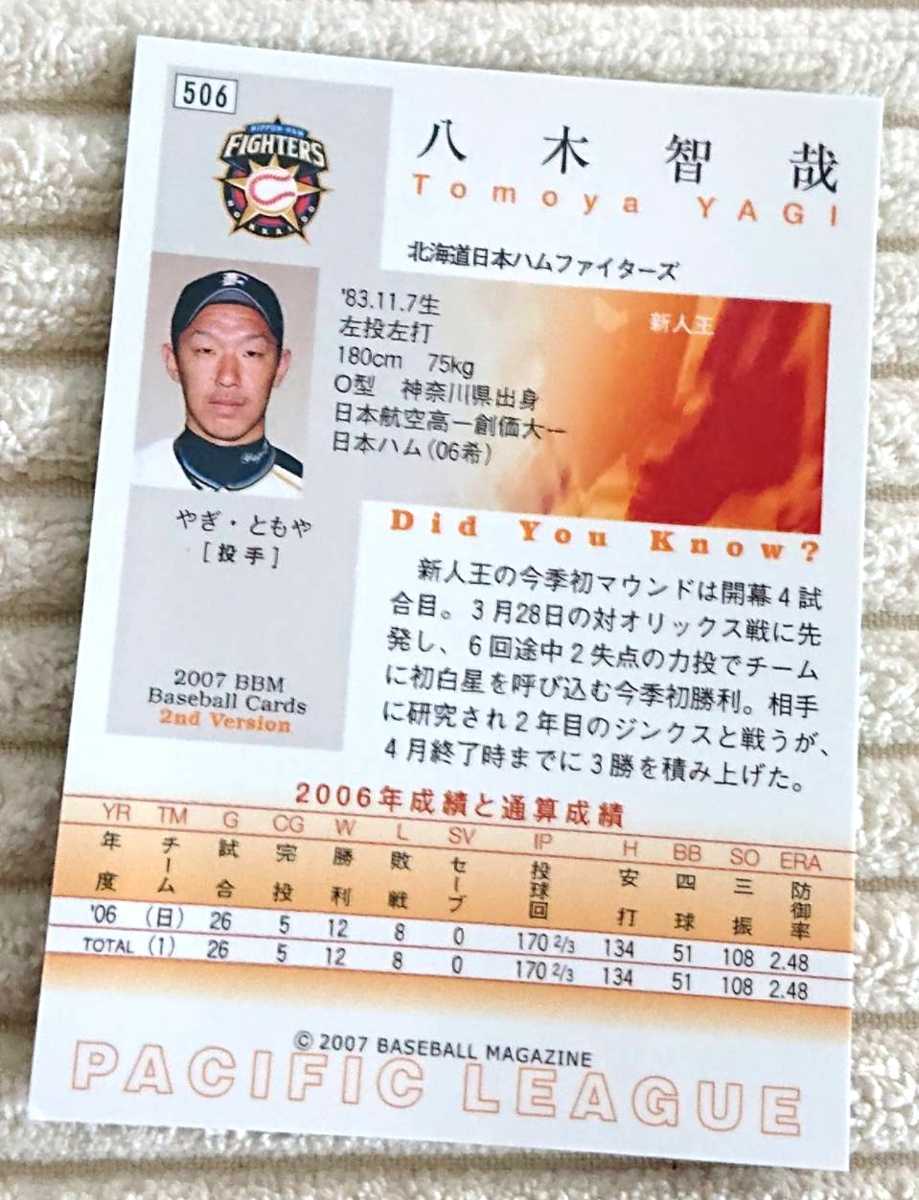 506
NIPPON-HAM
FIGHTERS
HOKKAIDO
八木智哉
Tomoya YAGI
北海道日本ハムファイターズ
'83.11.7生
左投左打
180cm 75kg
O型 神奈川県出身
日本航空高ー創価大ー
日本ハム(06希)
新人王
やぎ・ともや
[投手]
2007 BBM
Baseball Cards
2nd Version
Did You Know?
新人王の今季初マウンドは開幕4試
合目。3月28日の対オリックス戦に先
発し、6回途中2失点の力投でチーム
に初白星を呼び込む今季初勝利。相手
に研究され2年目のジンクスと戦うが、
4月終了時までに3勝を積み上げた。
2006年成績と通算成績
YR TM G CG W L SV IP H BB SO ERA
年度 チーム 試合 完投 勝利 敗戦 セーブ 投球回 安打 四球 三振 防御率
'06 (日) 26 5 12 8 0 170 2/3 134 51 108 2.48
TOTAL (1) 26 5 12 8 0 170 2/3 134 51 108 2.48
© 2007 BASEBALL MAGAZINE
PACIFIC LEAGUE